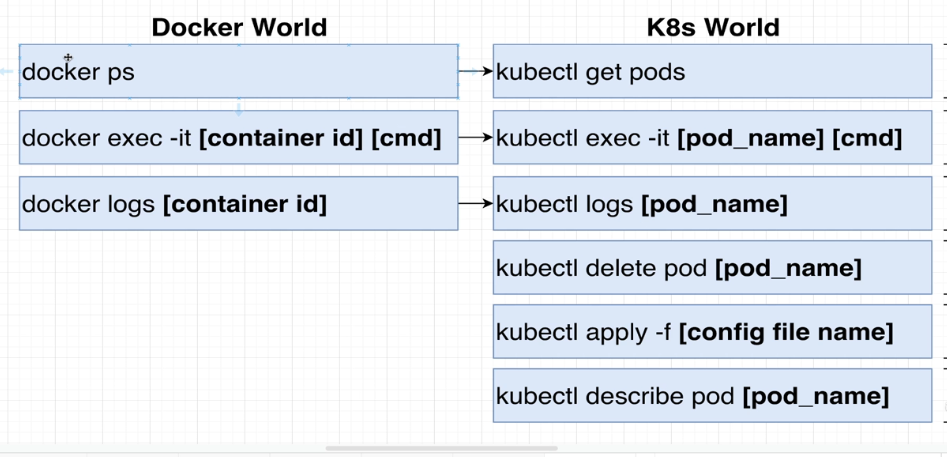 Docker World
K8s World
docker ps
kubectl get pods
docker exec -it [container id] [cmd]
kubectl exec -it [pod_name] [cmd]
docker logs [container id]
kubectl logs [pod_name]
kubectl delete pod [pod_name]
kubectl apply -f [config file name]
kubectl describe pod [pod_name]